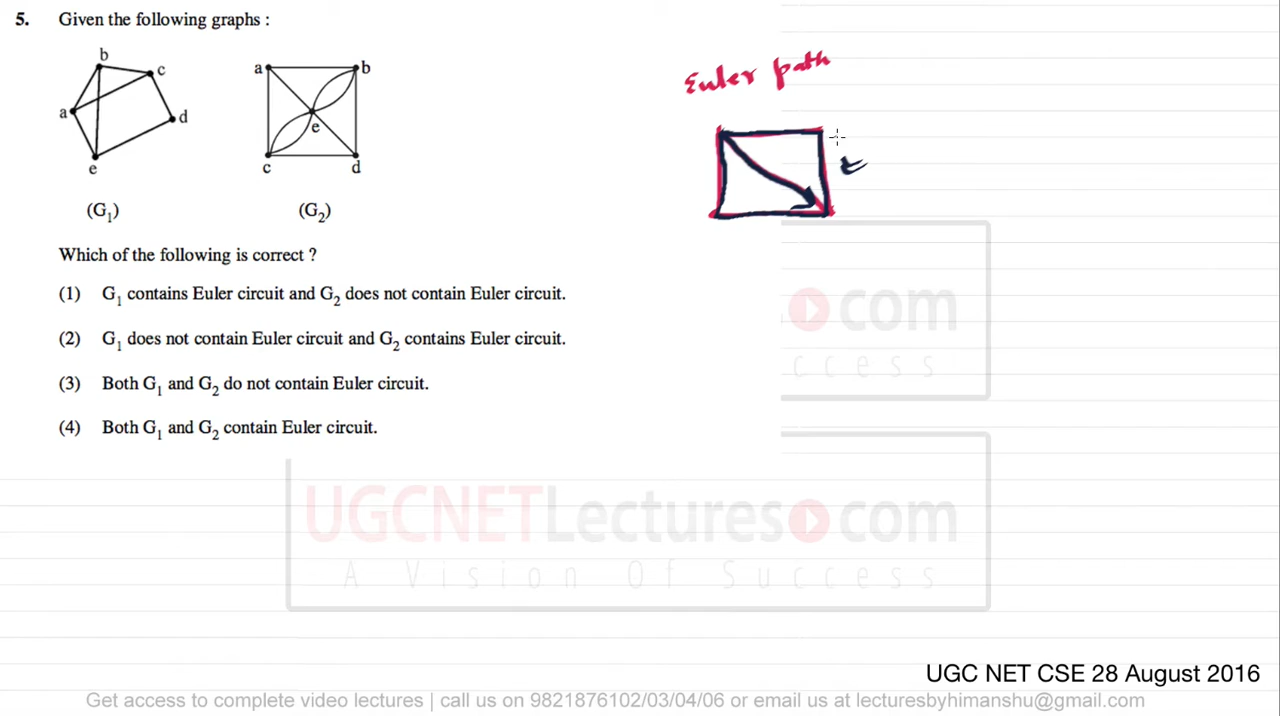 5. Given the following graphs :
b
c
a
d
e
(G1)
a
b
e
c
d
(G2)
Euler path
Which of the following is correct ?
(1) G1 contains Euler circuit and G2 does not contain Euler circuit.
(2) G1 does not contain Euler circuit and G2 contains Euler circuit.
(3) Both G1 and G2 do not contain Euler circuit.
(4) Both G1 and G2 contain Euler circuit.
com
ccess
UGCNETLectures.com
A Vision Of Success
UGC NET CSE 28 August 2016
Get access to complete video lectures | call us on 9821876102/03/04/06 or email us at lecturesbyhimanshu@gmail.com